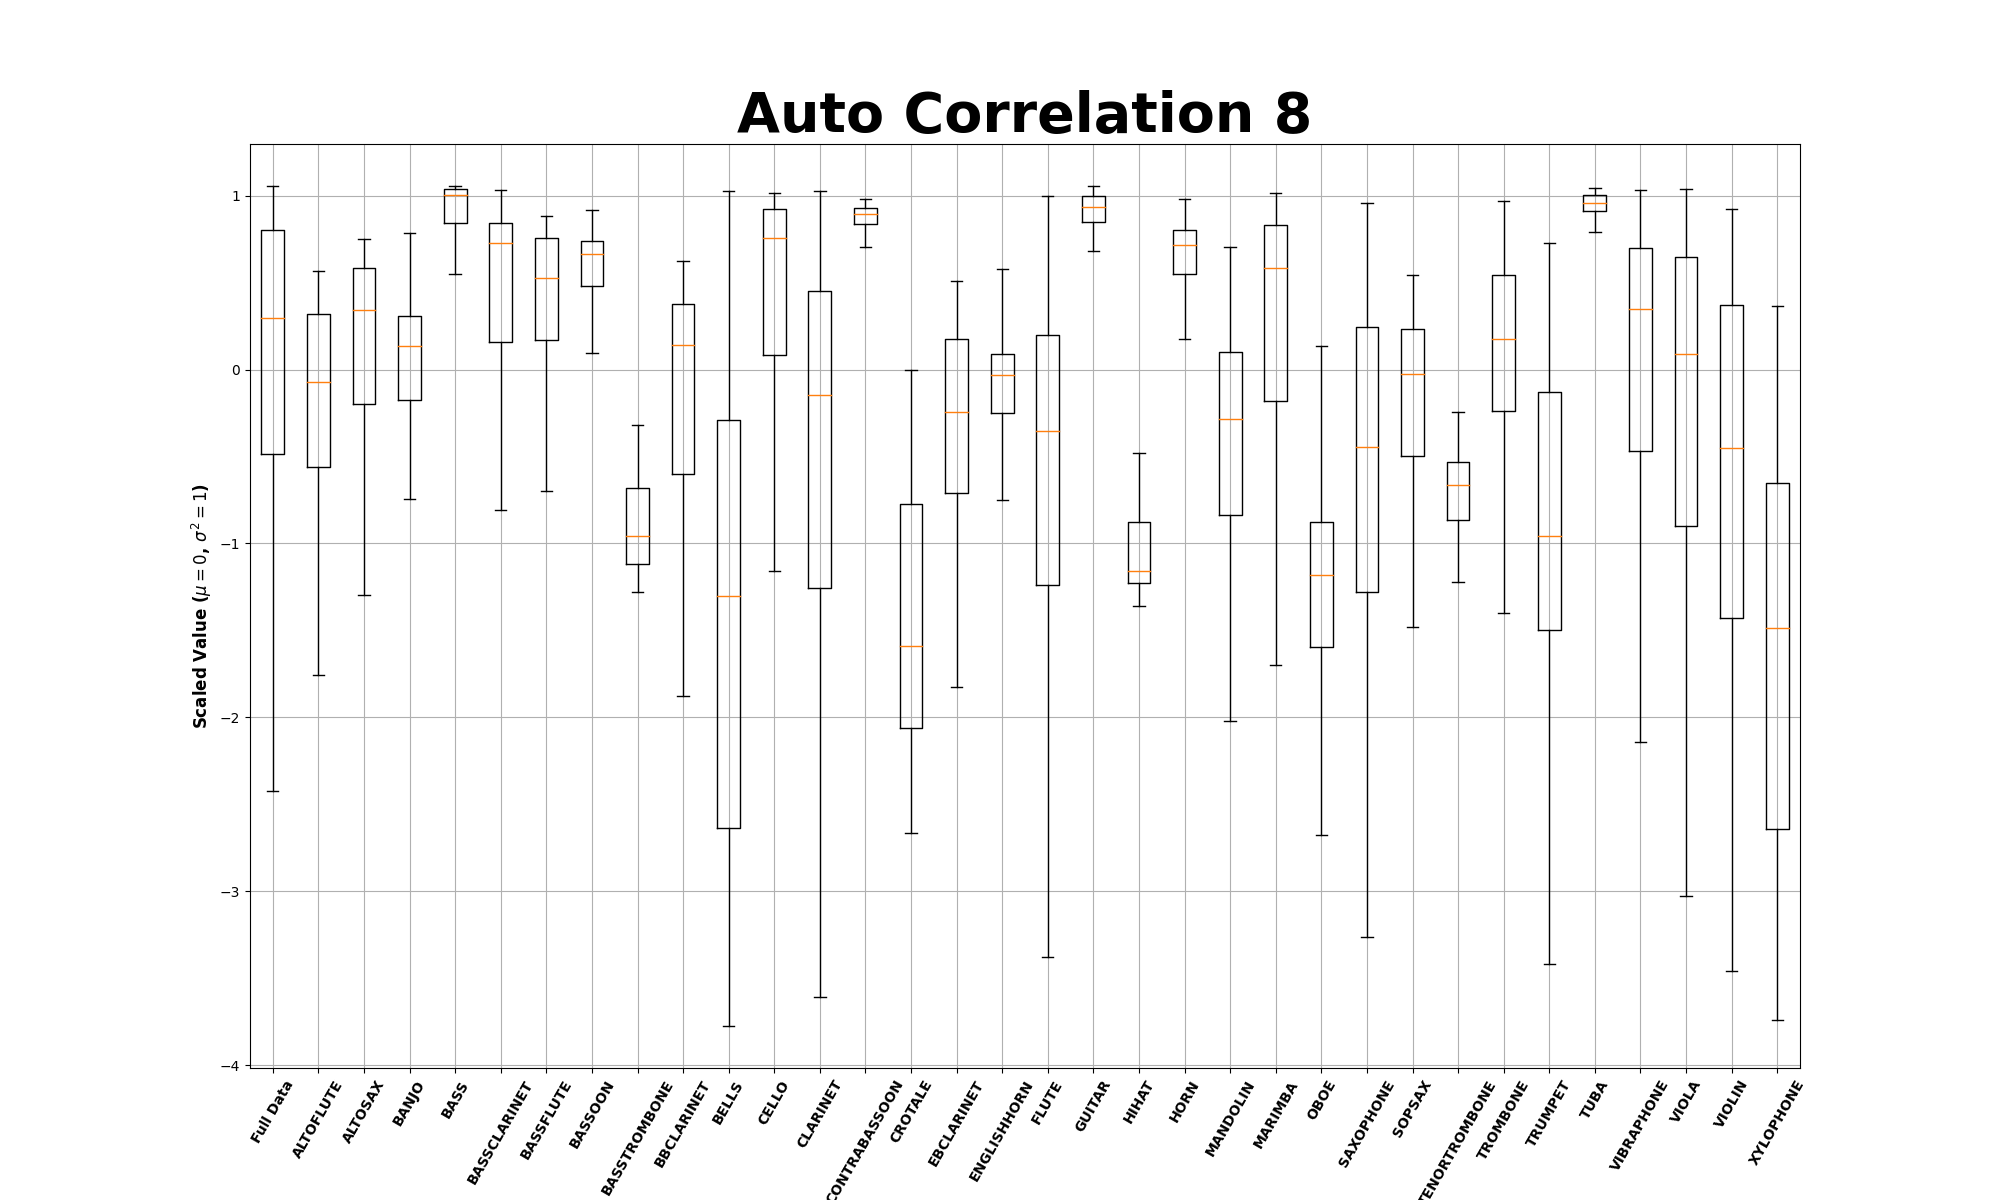 Auto Correlation 8
Scaled Value (μ = 0, σ² = 1)
1
0
−1
−2
−3
−4
Full Data
ALTOFLUTE
ALTOSAX
BANJO
BASS
BASSCLARINET
BASSFLUTE
BASSOON
BASSTROMBONE
BBCLARINET
BELLS
CELLO
CLARINET
CONTRABASSOON
CROTALE
EBCLARINET
ENGLISHHORN
FLUTE
GUITAR
HIHAT
HORN
MANDOLIN
MARIMBA
OBOE
SAXOPHONE
SOPSAX
TENORTROMBONE
TROMBONE
TRUMPET
TUBA
VIBRAPHONE
VIOLA
VIOLIN
XYLOPHONE